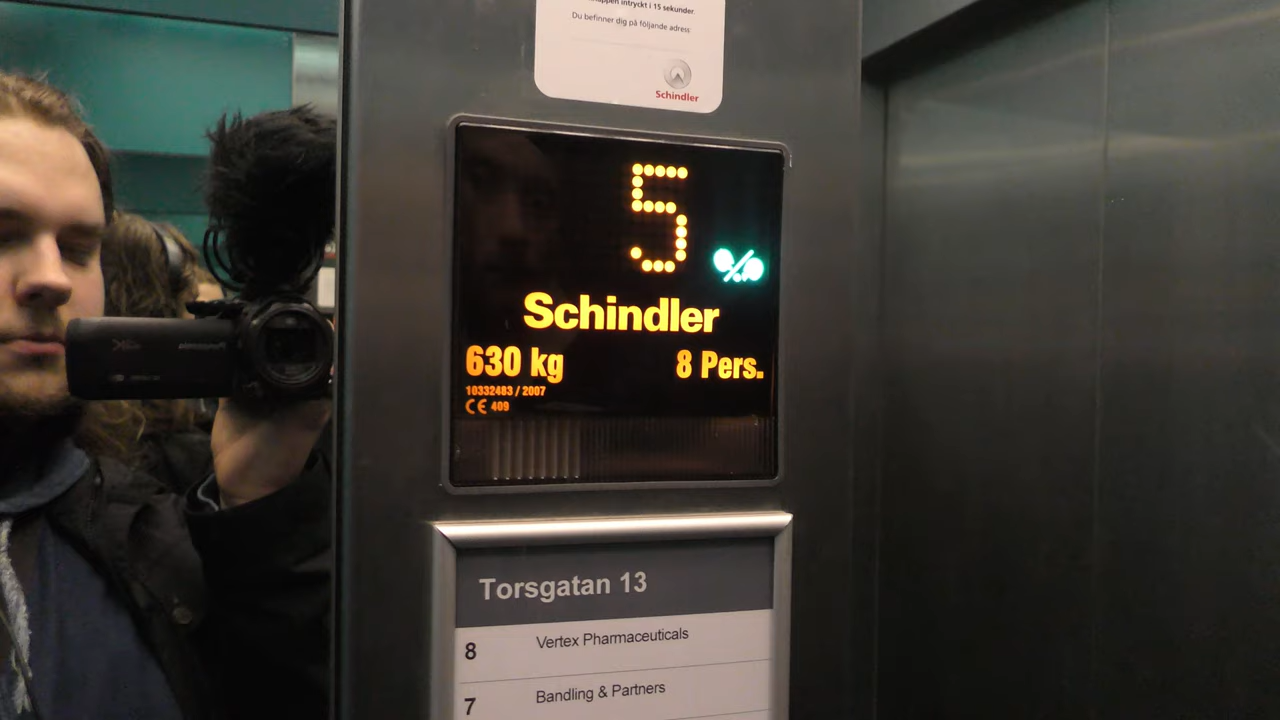 knappen intryckt i 15 sekunder.
Du befinner dig på följande adress
Schindler
5
Schindler
630 kg 8 Pers.
10332483 / 2007
CE 409
Torsgatan 13
8 Vertex Pharmaceuticals
7 Bandling & Partners